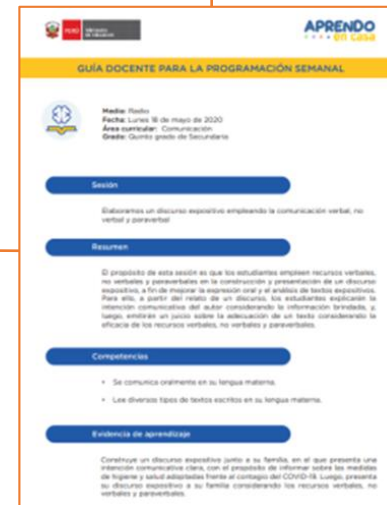 PERÚ Ministerio de Educación
APRENDO
en casa
GUÍA DOCENTE PARA LA PROGRAMACIÓN SEMANAL
Medio: Radio
Fecha: Lunes 18 de mayo de 2020
Área curricular: Comunicación
Grado: Quinto grado de Secundaria
Sesión
Elaboramos un discurso expositivo empleando la comunicación verbal, no
verbal y paraverbal
Resumen
El propósito de esta sesión es que los estudiantes empleen recursos verbales,
no verbales y paraverbales en la construcción y presentación de un discurso
expositivo, a fin de mejorar la expresión oral y el análisis de textos expositivos.
Para ello, a partir del relato de un discurso, los estudiantes explicarán la
intención comunicativa del autor considerando la información brindada, y,
luego, emitirán un juicio sobre la adecuación de un texto considerando la
eficacia de los recursos verbales, no verbales y paraverbales.
Competencias
• Se comunica oralmente en su lengua materna.
• Lee diversos tipos de textos escritos en su lengua materna.
Evidencia de aprendizaje
Construye un discurso expositivo junto a su familia, en el que presenta una
intención comunicativa clara, con el propósito de informar sobre las medidas
de higiene y salud adoptadas frente al contagio del COVID-19. Luego, presenta
su discurso expositivo a su familia considerando los recursos verbales, no
verbales y paraverbales.